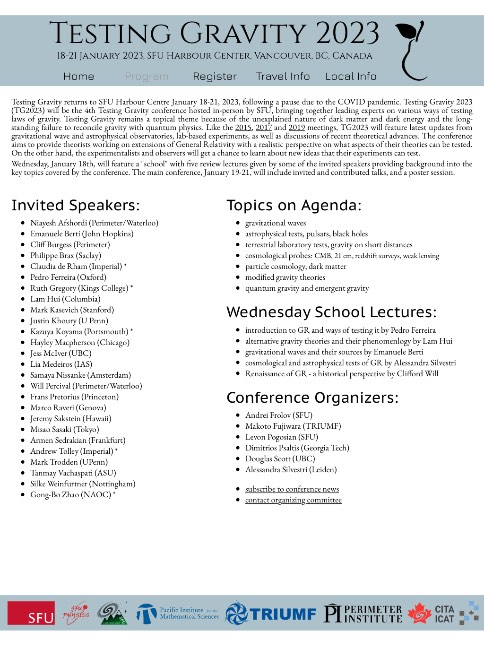 Testing Gravity 2023
18-21 January 2023, SFU Harbour Center, Vancouver, BC, Canada
Home Program Register Travel Info Local Info
Testing Gravity returns to SFU Harbour Centre January 18-21, 2023, following a pause due to the COVID pandemic. Testing Gravity 2023
(TG2023) will be the 4th Testing Gravity conference hosted in-person by SFU, bringing together leading experts on various ways of testing
laws of gravity. Testing Gravity remains a topical theme because of the unexplained nature of dark matter and dark energy and the long-
standing failure to reconcile gravity with quantum physics. Like the 2015, 2017 and 2019 meetings, TG2023 will feature latest updates from
gravitational wave and astrophysical observatories, lab-based experiments, as well as discussions of recent theoretical advances. The conference
aims to provide theorists working on extensions of General Relativity with a realistic perspective on what aspects of their theories can be tested.
On the other hand, the experimentalists and observers will get a chance to learn about new ideas that their experiments can test.
Wednesday, January 18th, will feature a "school" with five review lectures given by some of the invited speakers providing background into the
key topics covered by the conference. The main conference, January 19-21, will include invited and contributed talks, and a poster session.
Invited Speakers:
Niayesh Afshordi (Perimeter/Waterloo)
Emanuele Berti (John Hopkins)
Cliff Burgess (Perimeter)
Philippe Brax (Saclay)
Claudia de Rham (Imperial) *
Pedro Ferreira (Oxford)
Ruth Gregory (Kings College) *
Lam Hui (Columbia)
Mark Kasevich (Stanford)
Justin Khoury (U Penn)
Kazuya Koyama (Portsmouth) *
Hayley Macpherson (Chicago)
Jess McIver (UBC)
Lia Medeiros (IAS)
Samaya Nissanke (Amsterdam)
Will Percival (Perimeter/Waterloo)
Frans Pretorius (Princeton)
Marco Raveri (Genova)
Jeremy Sakstein (Hawaii)
Misao Sasaki (Tokyo)
Armen Sedrakian (Frankfurt)
Andrew Tolley (Imperial) *
Mark Trodden (UPenn)
Tanmay Vachaspati (ASU)
Silke Weinfurtner (Nottingham)
Gong-Bo Zhao (NAOC) *
Topics on Agenda:
gravitational waves
astrophysical tests, pulsars, black holes
terrestrial laboratory tests, gravity on short distances
cosmological probes: CMB, 21 cm, redshift surveys, weak lensing
particle cosmology, dark matter
modified gravity theories
quantum gravity and emergent gravity
Wednesday School Lectures:
introduction to GR and ways of testing it by Pedro Ferreira
alternative gravity theories and their phenomenlogy by Lam Hui
gravitational waves and their sources by Emanuele Berti
cosmological and astrophysical tests of GR by Alessandra Silvestri
Renaissance of GR - a historical perspective by Clifford Will
Conference Organizers:
Andrei Frolov (SFU)
Makoto Fujiwara (TRIUMF)
Levon Pogosian (SFU)
Dimitrios Psaltis (Georgia Tech)
Douglas Scott (UBC)
Alessandra Silvestri (Leiden)
subscribe to conference news
contact organizing committee
SFU
Pacific Institute for the
Mathematical Sciences
TRIUMF
PI PERIMETER
INSTITUTE
CITA
ICAT